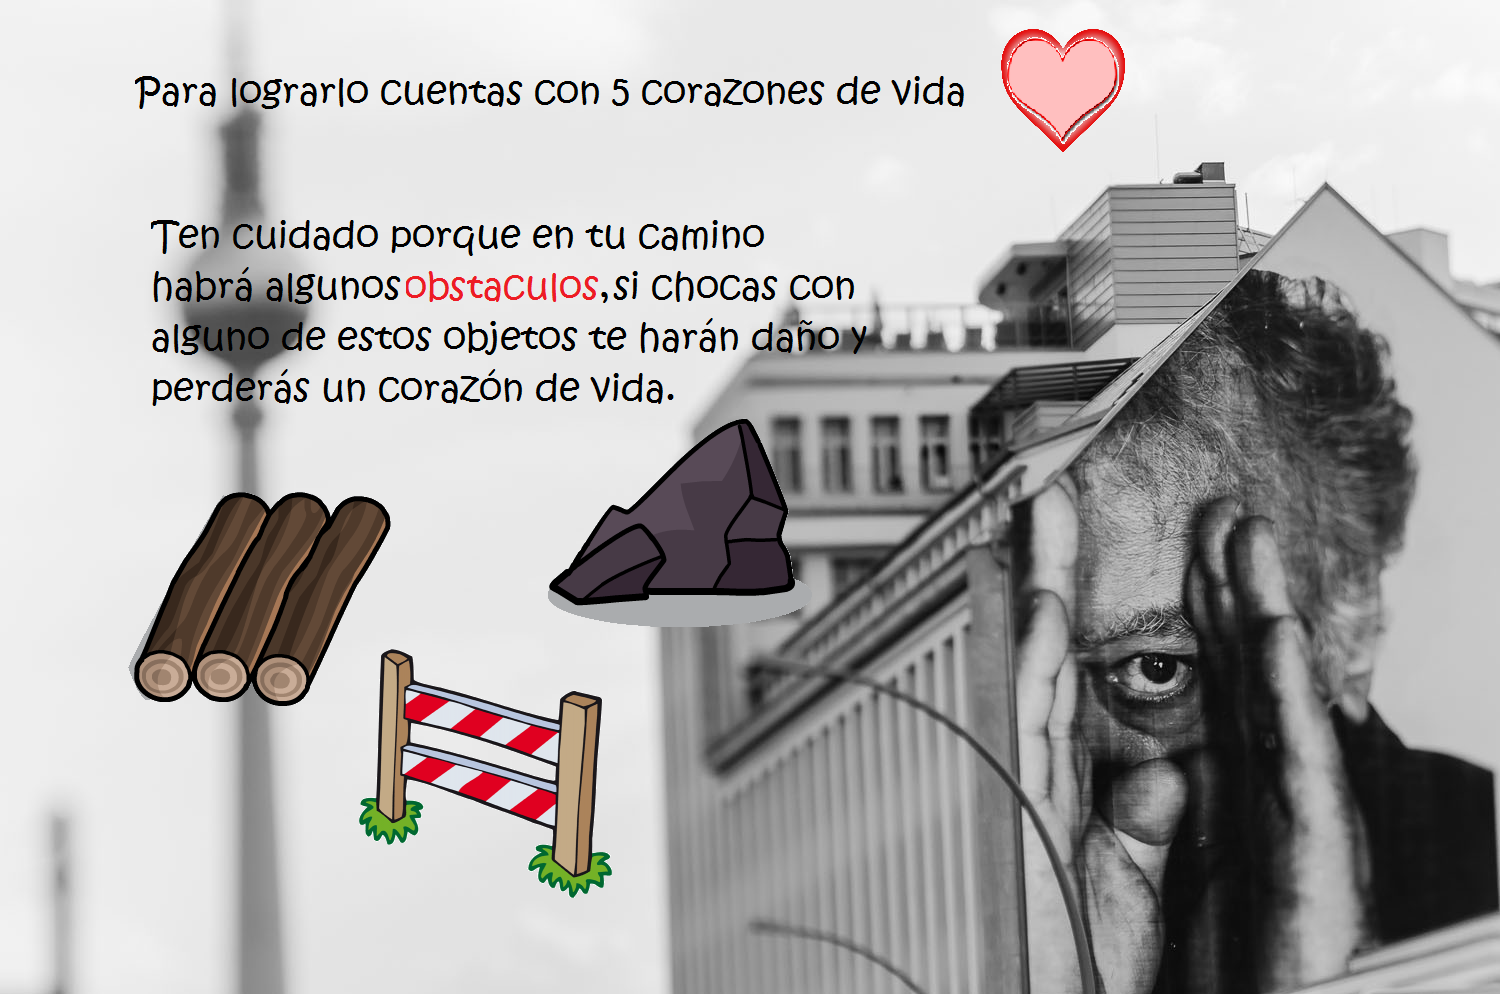 Para lograrlo cuentas con 5 corazones de vida
Ten cuidado porque en tu camino
habrá algunos obstaculos, si chocas con
alguno de estos objetos te harán daño y
perderás un corazón de vida.